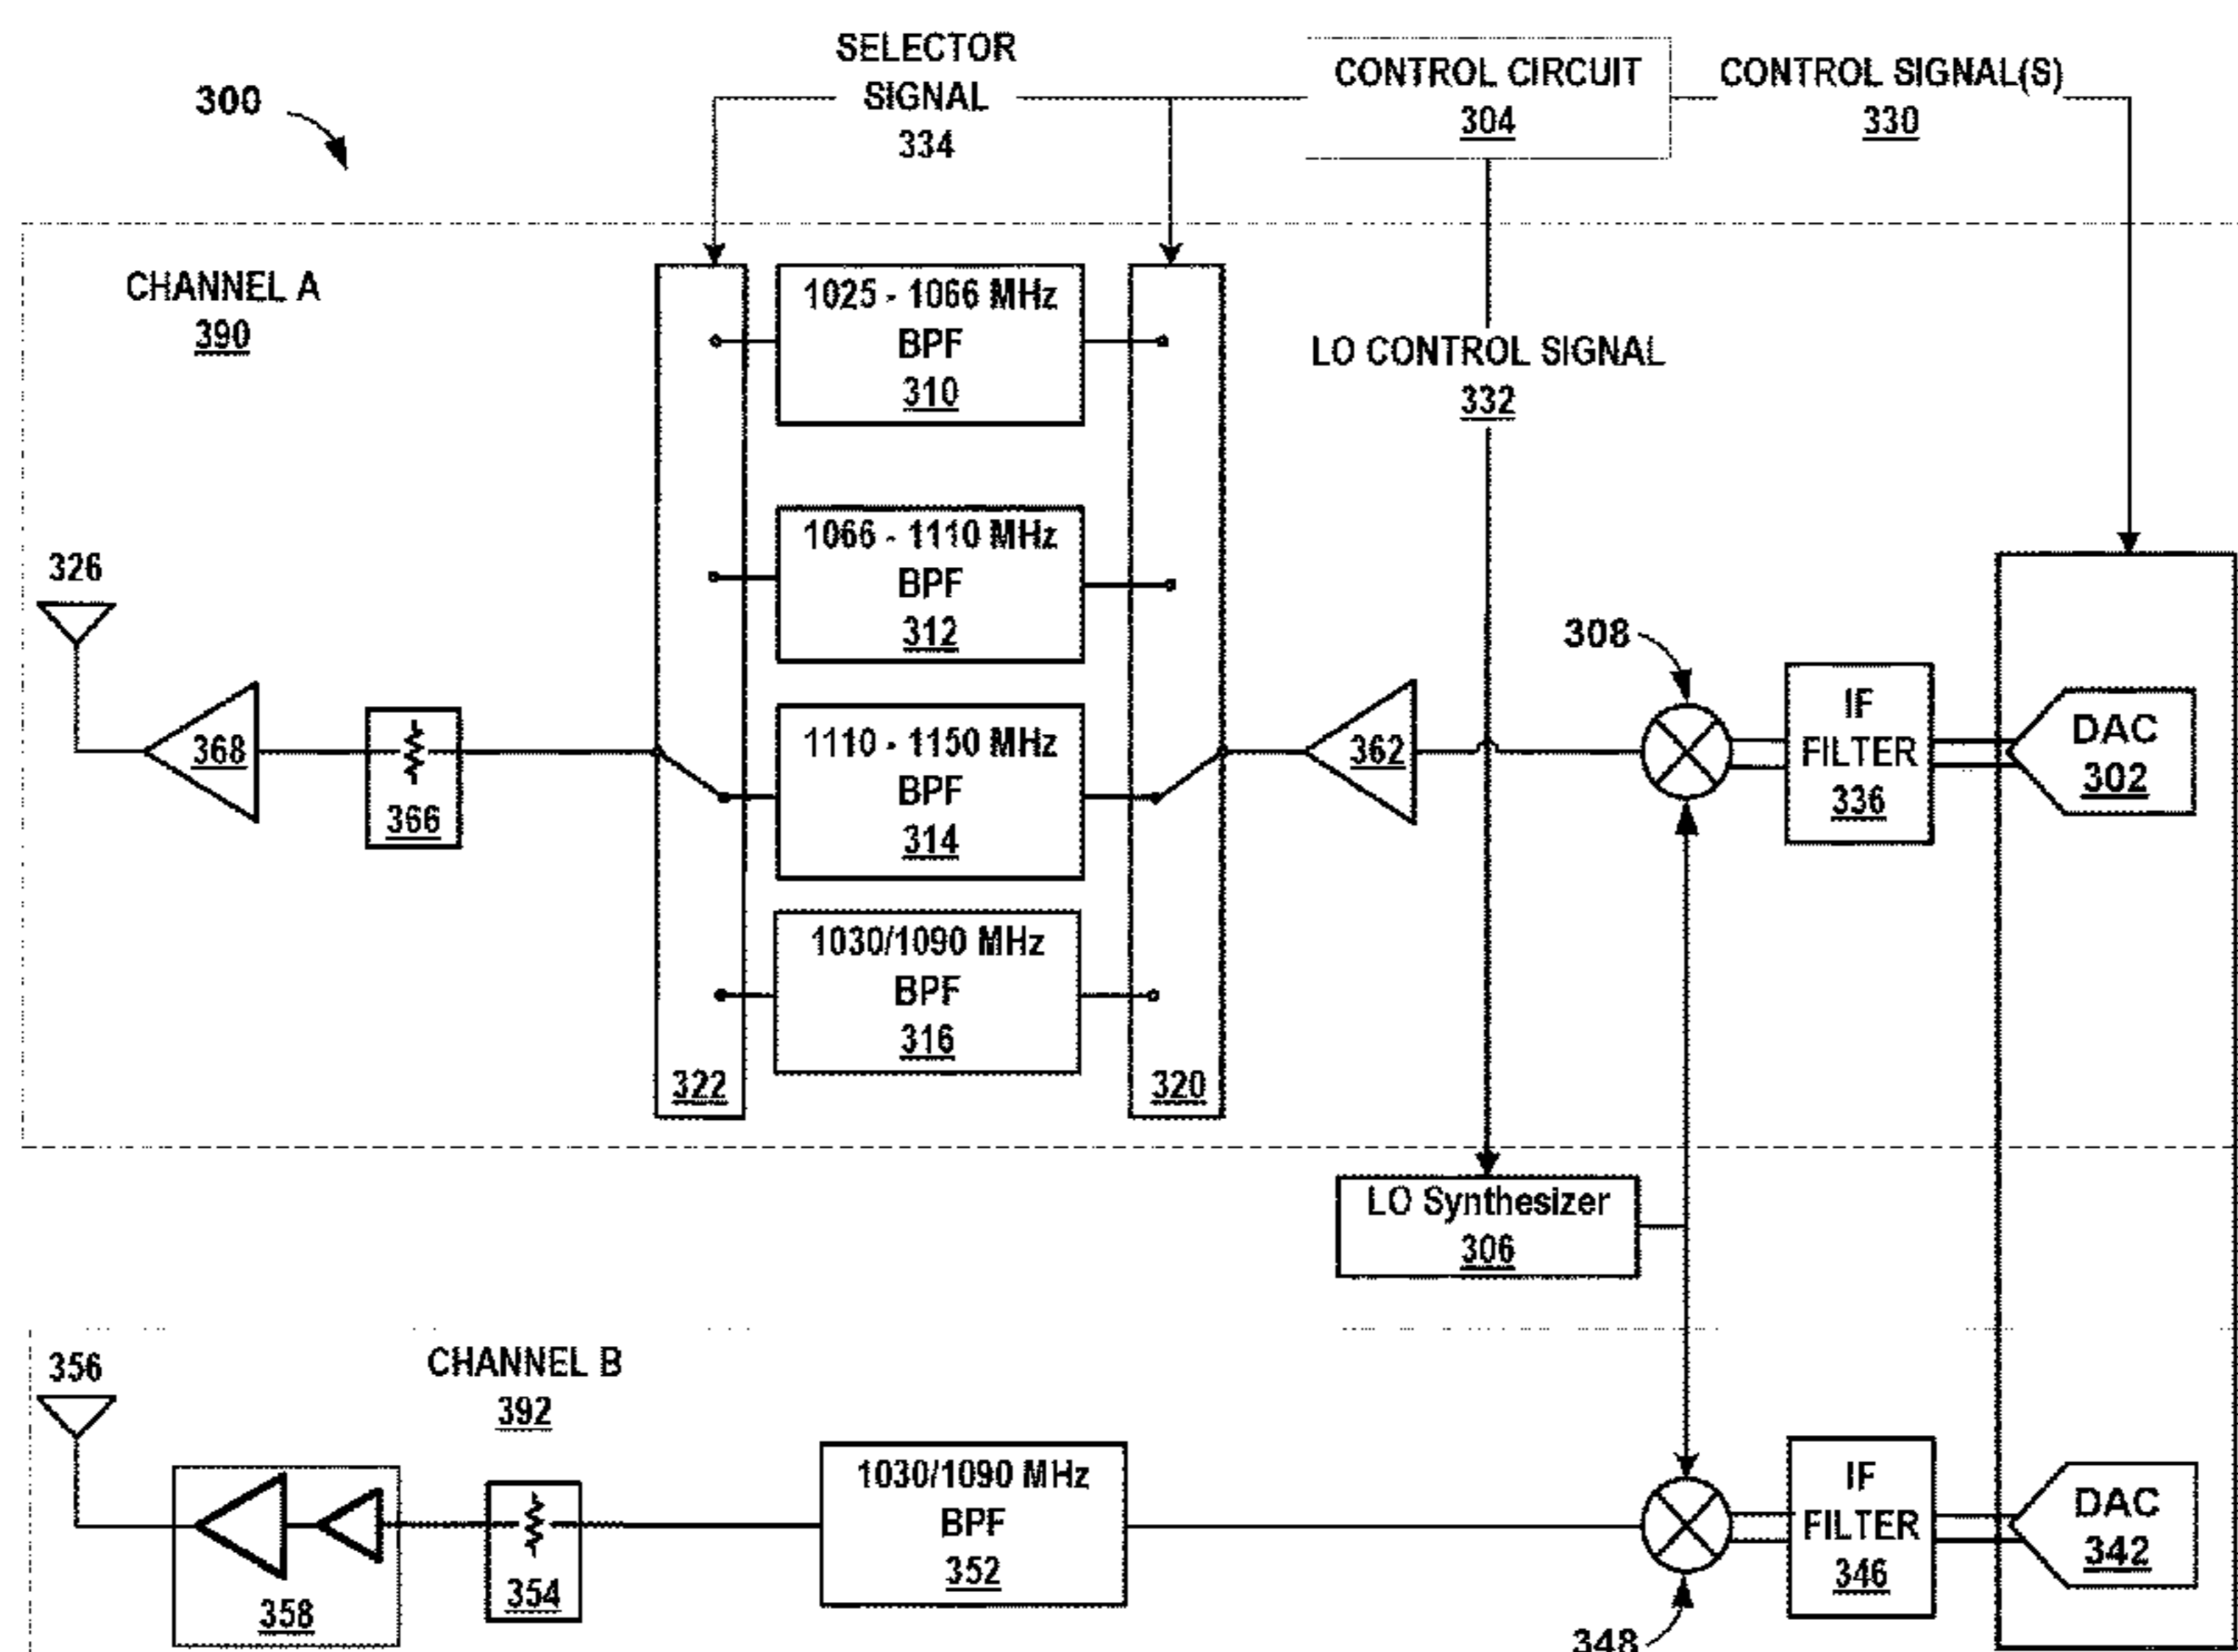 300
SELECTOR
SIGNAL
334
CONTROL CIRCUIT
304
CONTROL SIGNAL(S)
330
CHANNEL A
390
1025 - 1066 MHz
BPF
310
LO CONTROL SIGNAL
332
1066 - 1110 MHz
BPF
312
326
308
368
366
1110 - 1150 MHz
BPF
314
362
IF
FILTER
336
DAC
302
1030/1090 MHz
BPF
316
322
320
LO Synthesizer
306
356
CHANNEL B
392
358
354
1030/1090 MHz
BPF
352
348
IF
FILTER
346
DAC
342